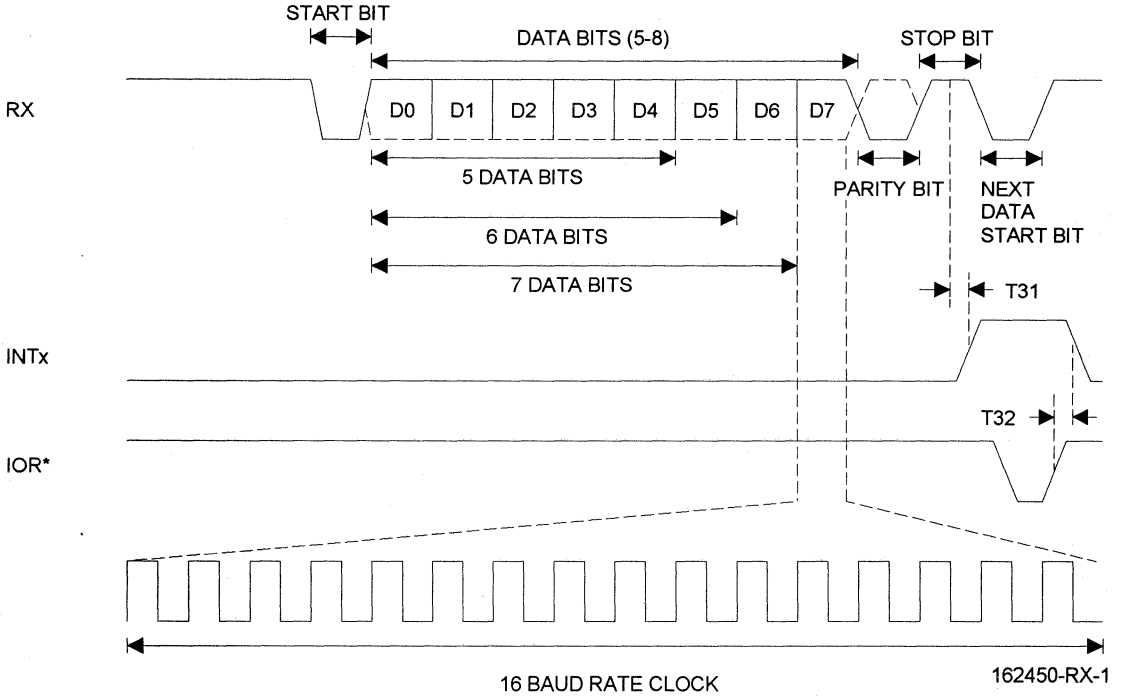 START BIT
DATA BITS (5-8)
STOP BIT
RX
D0 D1 D2 D3 D4 D5 D6 D7
5 DATA BITS
PARITY BIT
NEXT
DATA
START BIT
6 DATA BITS
7 DATA BITS
T31
INTx
T32
IOR*
16 BAUD RATE CLOCK
162450-RX-1